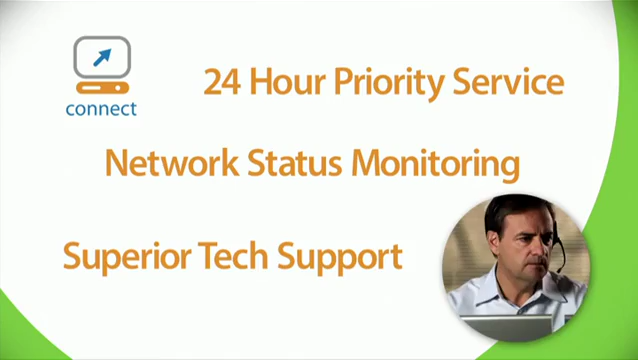 24 Hour Priority Service
connect
Network Status Monitoring
Superior Tech Support